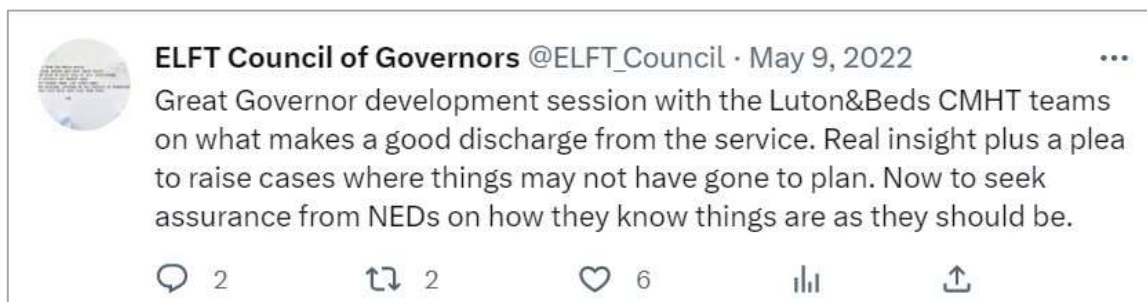 ELFT Council of Governors @ELFT_Council · May 9, 2022
Great Governor development session with the Luton&Beds CMHT teams
on what makes a good discharge from the service. Real insight plus a plea
to raise cases where things may not have gone to plan. Now to seek
assurance from NEDs on how they know things are as they should be.
2 2 6